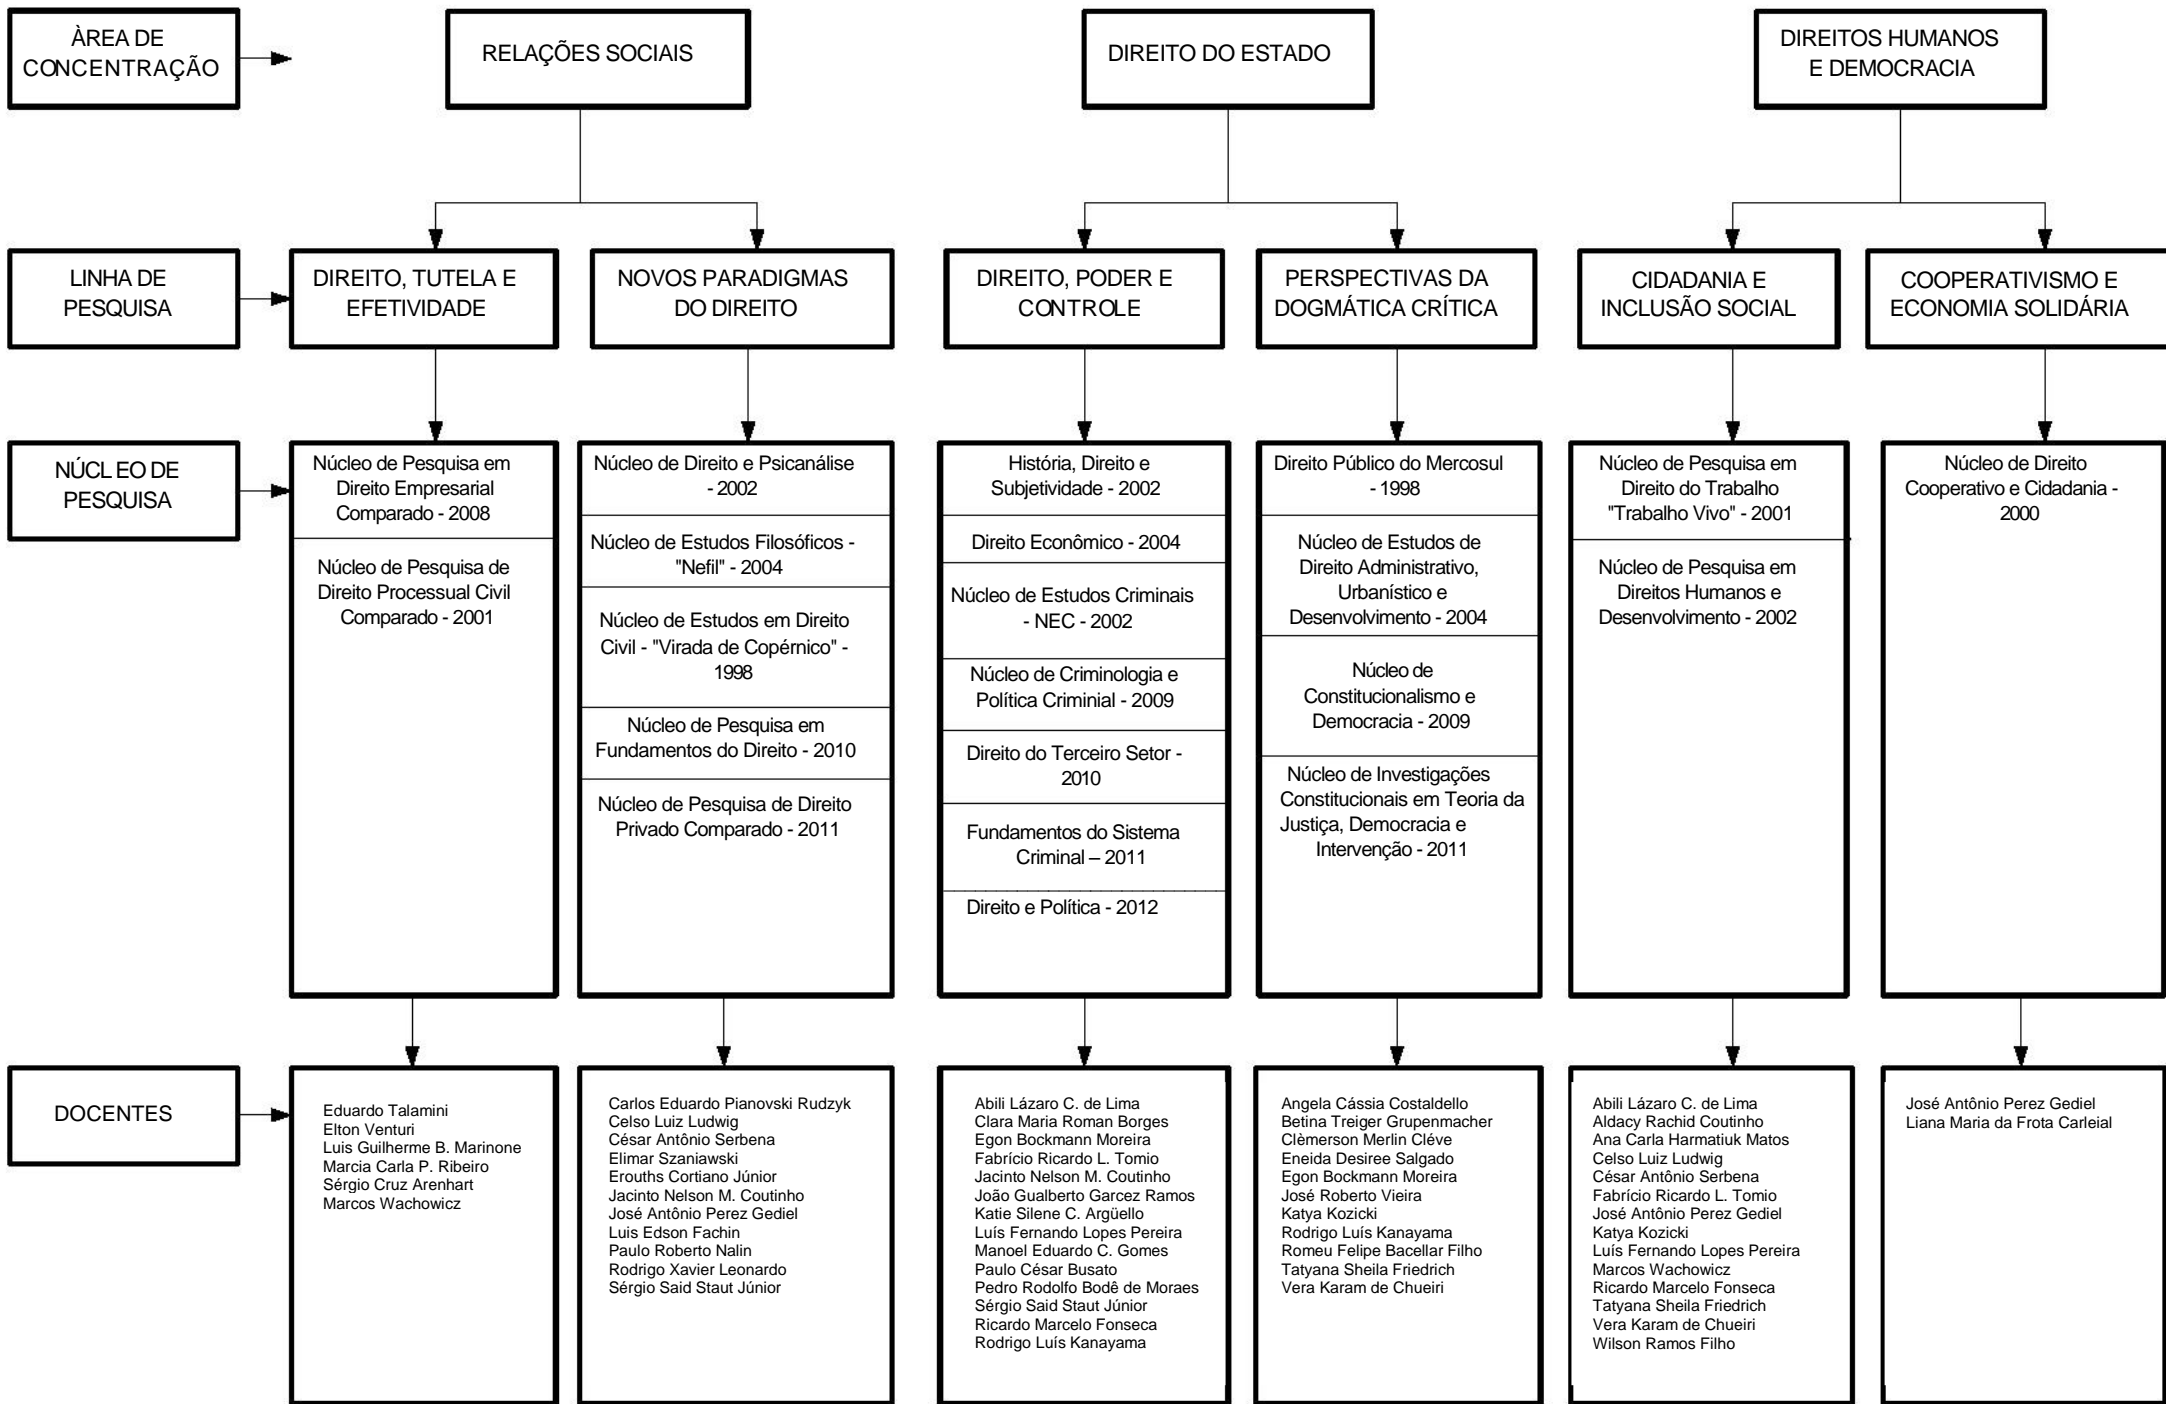 ÀREA DE
CONCENTRAÇÃO
RELAÇÕES SOCIAIS
DIREITO DO ESTADO
DIREITOS HUMANOS
E DEMOCRACIA
LINHA DE
PESQUISA
DIREITO, TUTELA E
EFETIVIDADE
NOVOS PARADIGMAS
DO DIREITO
DIREITO, PODER E
CONTROLE
PERSPECTIVAS DA
DOGMÁTICA CRÍTICA
CIDADANIA E
INCLUSÃO SOCIAL
COOPERATIVISMO E
ECONOMIA SOLIDÁRIA
NÚCLEO DE
PESQUISA
Núcleo de Pesquisa em
Direito Empresarial
Comparado - 2008
Núcleo de Pesquisa de
Direito Processual Civil
Comparado - 2001
Núcleo de Direito e Psicanálise
- 2002
Núcleo de Estudos Filosóficos -
"Nefil" - 2004
Núcleo de Estudos em Direito
Civil - "Virada de Copérnico" -
1998
Núcleo de Pesquisa em
Fundamentos do Direito - 2010
Núcleo de Pesquisa de Direito
Privado Comparado - 2011
História, Direito e
Subjetividade - 2002
Direito Econômico - 2004
Núcleo de Estudos Criminais
- NEC - 2002
Núcleo de Criminologia e
Política Criminial - 2009
Direito do Terceiro Setor -
2010
Fundamentos do Sistema
Criminal – 2011
Direito e Política - 2012
Direito Público do Mercosul
- 1998
Núcleo de Estudos de
Direito Administrativo,
Urbanístico e
Desenvolvimento - 2004
Núcleo de
Constitucionalismo e
Democracia - 2009
Núcleo de Investigações
Constitucionais em Teoria da
Justiça, Democracia e
Intervenção - 2011
Núcleo de Pesquisa em
Direito do Trabalho
"Trabalho Vivo" - 2001
Núcleo de Pesquisa em
Direitos Humanos e
Desenvolvimento - 2002
Núcleo de Direito
Cooperativo e Cidadania -
2000
DOCENTES
Eduardo Talamini
Elton Venturi
Luis Guilherme B. Marinone
Marcia Carla P. Ribeiro
Sérgio Cruz Arenhart
Marcos Wachowicz
Carlos Eduardo Pianovski Rudzyk
Celso Luiz Ludwig
César Antônio Serbena
Elimar Szaniawski
Erouths Cortiano Júnior
Jacinto Nelson M. Coutinho
José Antônio Perez Gediel
Luis Edson Fachin
Paulo Roberto Nalin
Rodrigo Xavier Leonardo
Sérgio Said Staut Júnior
Abili Lázaro C. de Lima
Clara Maria Roman Borges
Egon Bockmann Moreira
Fabrício Ricardo L. Tomio
Jacinto Nelson M. Coutinho
João Gualberto Garcez Ramos
Katie Silene C. Argüello
Luís Fernando Lopes Pereira
Manoel Eduardo C. Gomes
Paulo César Busato
Pedro Rodolfo Bodê de Moraes
Sérgio Said Staut Júnior
Ricardo Marcelo Fonseca
Rodrigo Luís Kanayama
Angela Cássia Costaldello
Betina Treiger Grupenmacher
Clèmerson Merlin Cléve
Eneida Desiree Salgado
Egon Bockmann Moreira
José Roberto Vieira
Katya Kozicki
Rodrigo Luís Kanayama
Romeu Felipe Bacellar Filho
Tatyana Sheila Friedrich
Vera Karam de Chueiri
Abili Lázaro C. de Lima
Aldacy Rachid Coutinho
Ana Carla Harmatiuk Matos
Celso Luiz Ludwig
César Antônio Serbena
Fabrício Ricardo L. Tomio
José Antônio Perez Gediel
Katya Kozicki
Luís Fernando Lopes Pereira
Marcos Wachowicz
Ricardo Marcelo Fonseca
Tatyana Sheila Friedrich
Vera Karam de Chueiri
Wilson Ramos Filho
José Antônio Perez Gediel
Liana Maria da Frota Carleial